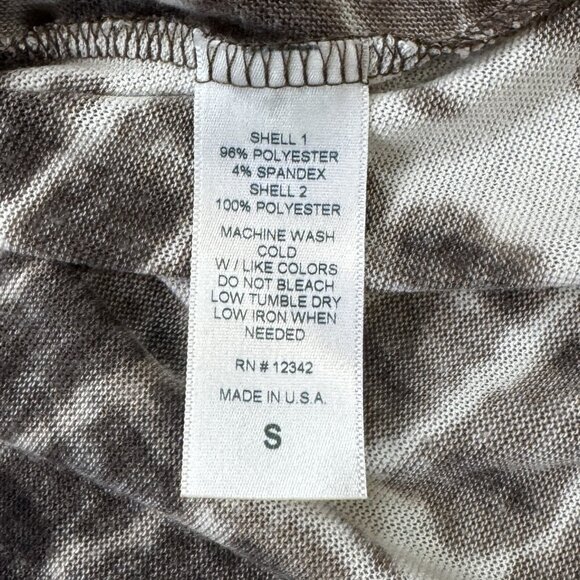 SHELL 1
96% POLYESTER
4% SPANDEX
SHELL 2
100% POLYESTER
MACHINE WASH
COLD
W / LIKE COLORS
DO NOT BLEACH
LOW TUMBLE DRY
LOW IRON WHEN
NEEDED
RN # 12342
MADE IN U.S.A.
S